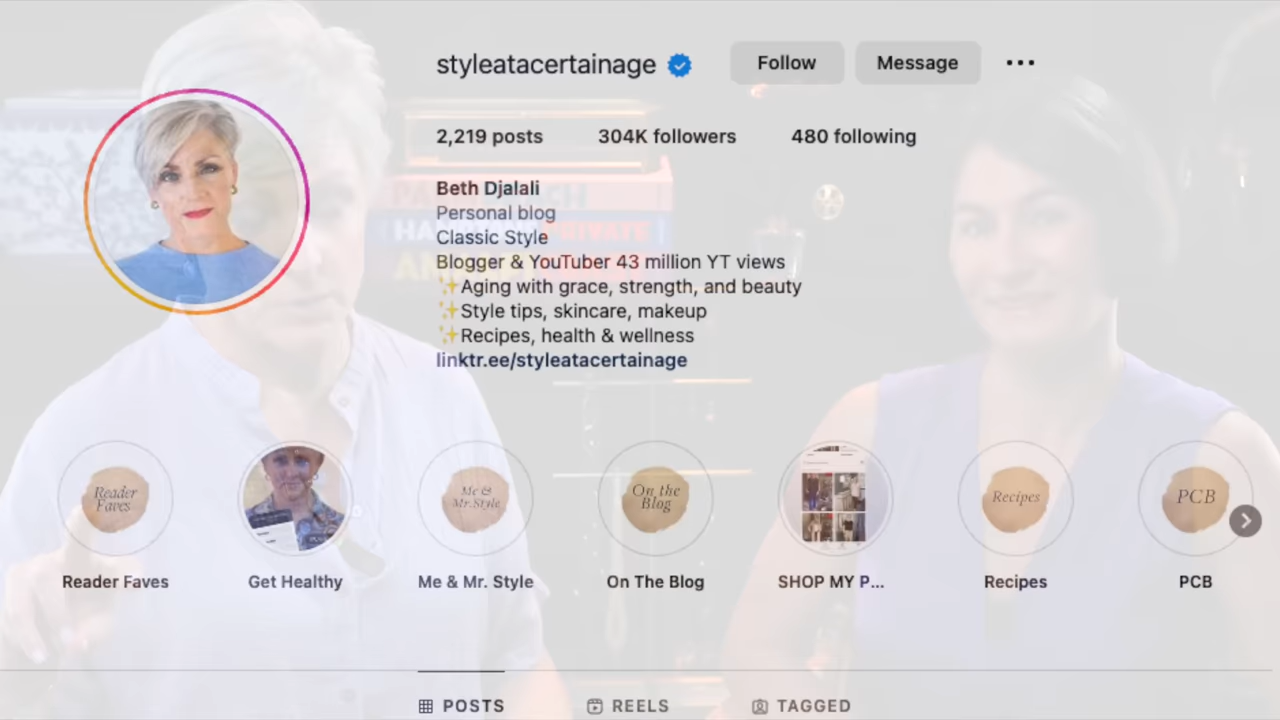 styleatacertainage
Follow
Message
2,219 posts
304K followers
480 following
Beth Djalali
Personal blog
Classic Style
Blogger & YouTuber 43 million YT views
✨Aging with grace, strength, and beauty
✨Style tips, skincare, makeup
✨Recipes, health & wellness
linktr.ee/styleatacertainage
Reader
Faves
Me &
Mr.Style
On the
Blog
Recipes
PCB
Reader Faves
Get Healthy
Me & Mr. Style
On The Blog
SHOP MY P...
Recipes
PCB
POSTS
REELS
TAGGED